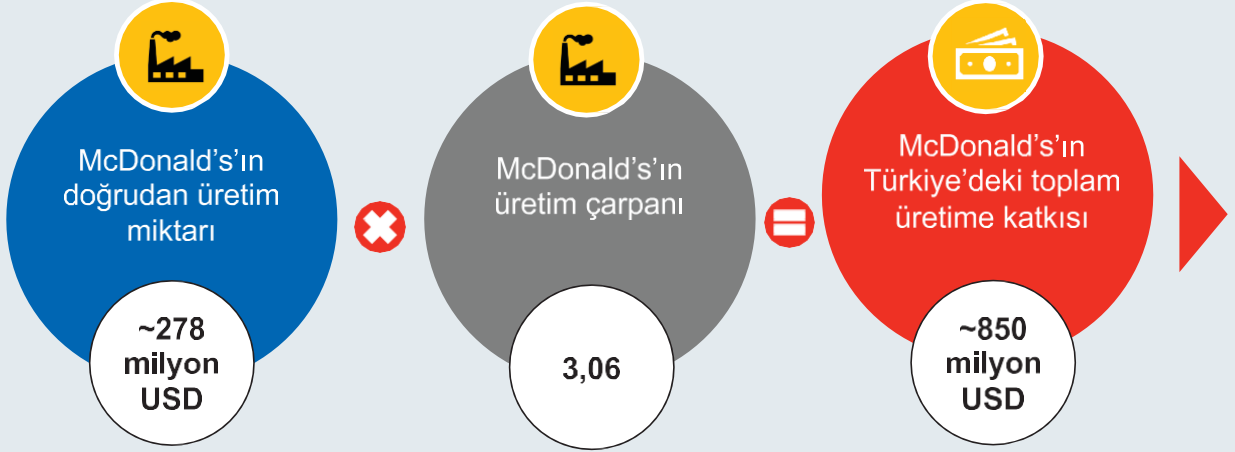 McDonald's'ın
doğrudan üretim
miktarı
~278
milyon
USD
McDonald's'ın
üretim çarpanı
3,06
McDonald's'ın
Türkiye'deki toplam
üretime katkısı
~850
milyon
USD